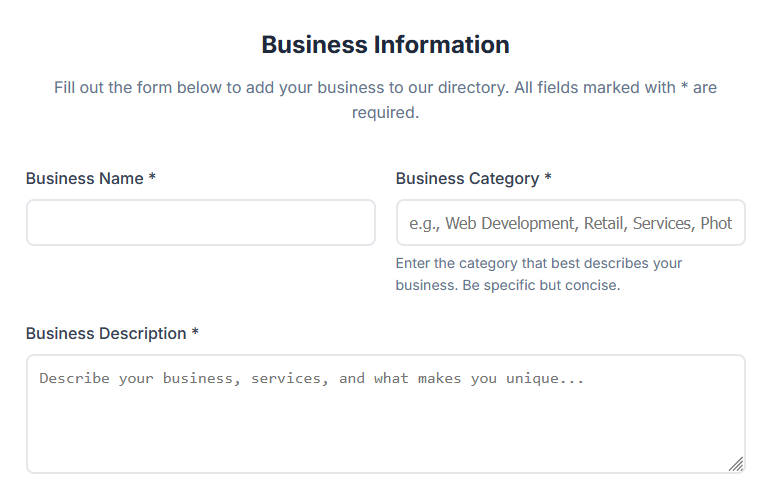 Business Information
Fill out the form below to add your business to our directory. All fields marked with * are
required.
Business Name *
Business Category *
e.g., Web Development, Retail, Services, Phot
Enter the category that best describes your
business. Be specific but concise.
Business Description *
Describe your business, services, and what makes you unique...